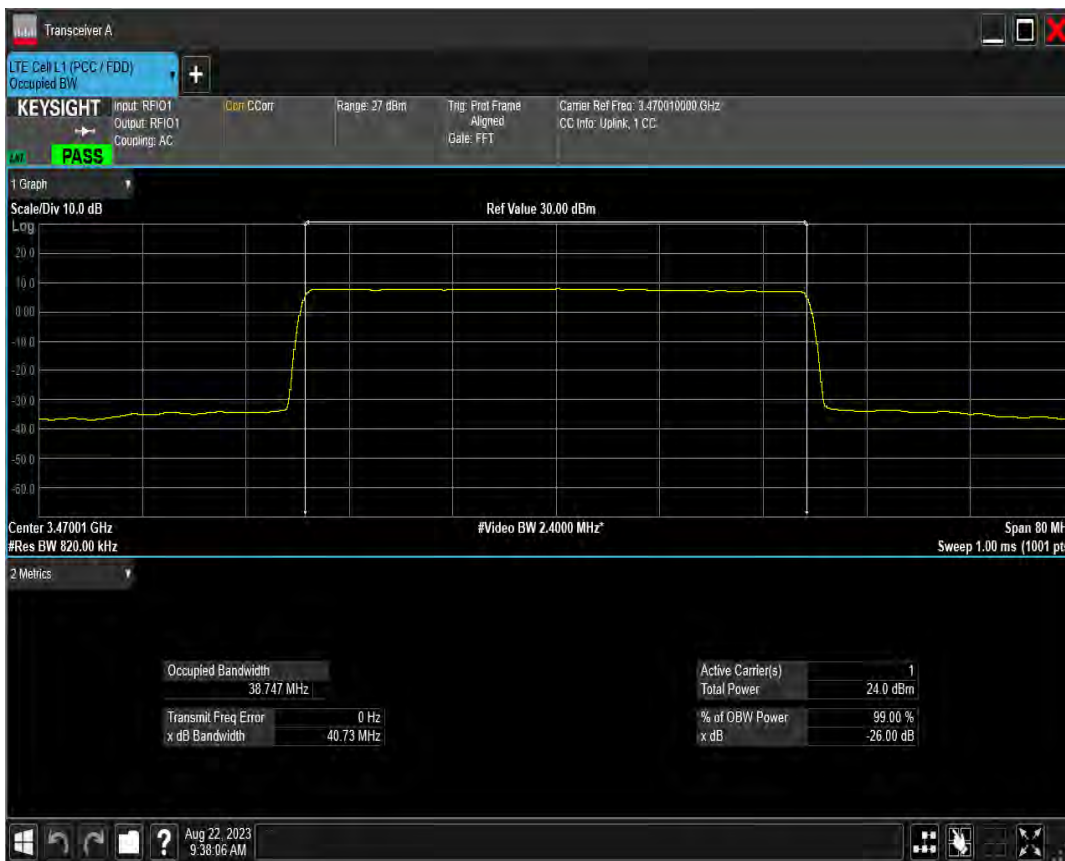 Transceiver A
LTE Cell L1 (PCC / FDD)
Occupied BW
+
KEYSIGHT
Input: RFIO1
Output: RFIO1
Coupling: AC
Corr CCorr
Range: 27 dBm
Trig: Prot Frame
Aligned
Gate: FFT
Carrier Ref Freq: 3.470010000 GHz
CC Info: Uplink, 1 CC
PASS
1 Graph
Scale/Div 10.0 dB
Ref Value 30.00 dBm
Log
20.0
10.0
0.00
-10.0
-20.0
-30.0
-40.0
-50.0
-60.0
Center 3.47001 GHz
#Video BW 2.4000 MHz*
Span 80 MH
#Res BW 820.00 kHz
Sweep 1.00 ms (1001 pt
2 Metrics
Occupied Bandwidth
38.747 MHz
Transmit Freq Error 0 Hz
x dB Bandwidth 40.73 MHz
Active Carrier(s) 1
Total Power 24.0 dBm
% of OBW Power 99.00 %
x dB -26.00 dB
?
Aug 22, 2023
9:38:06 AM